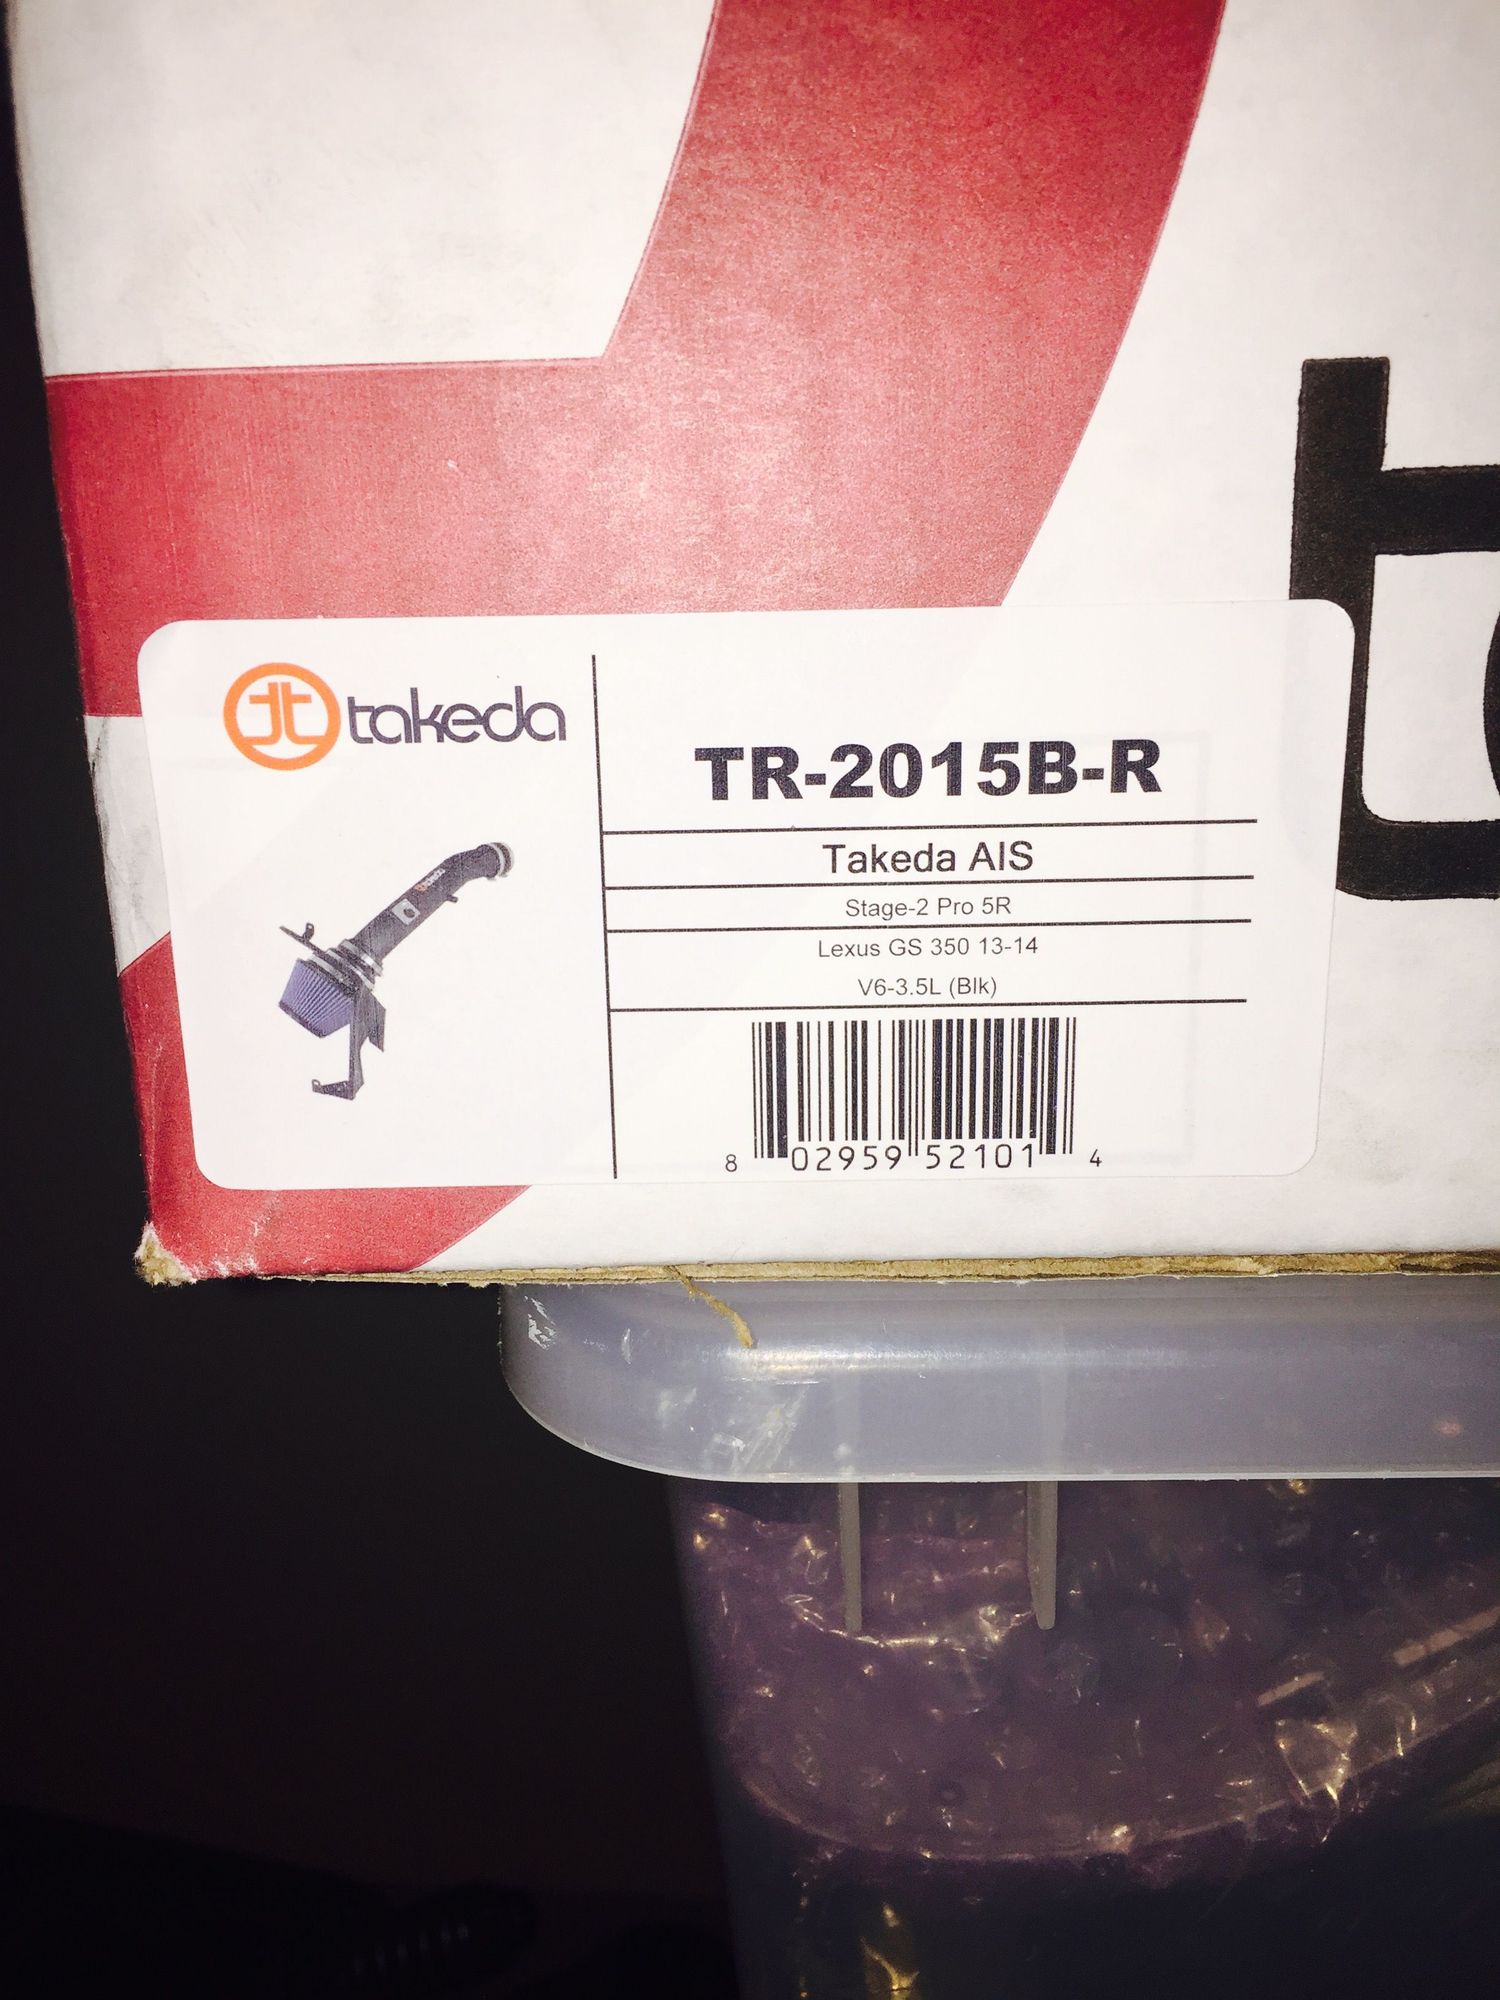 takeda
TR-2015B-R
Takeda AIS
Stage-2 Pro 5R
Lexus GS 350 13-14
V6-3.5L (Blk)
8 02959 52101 4